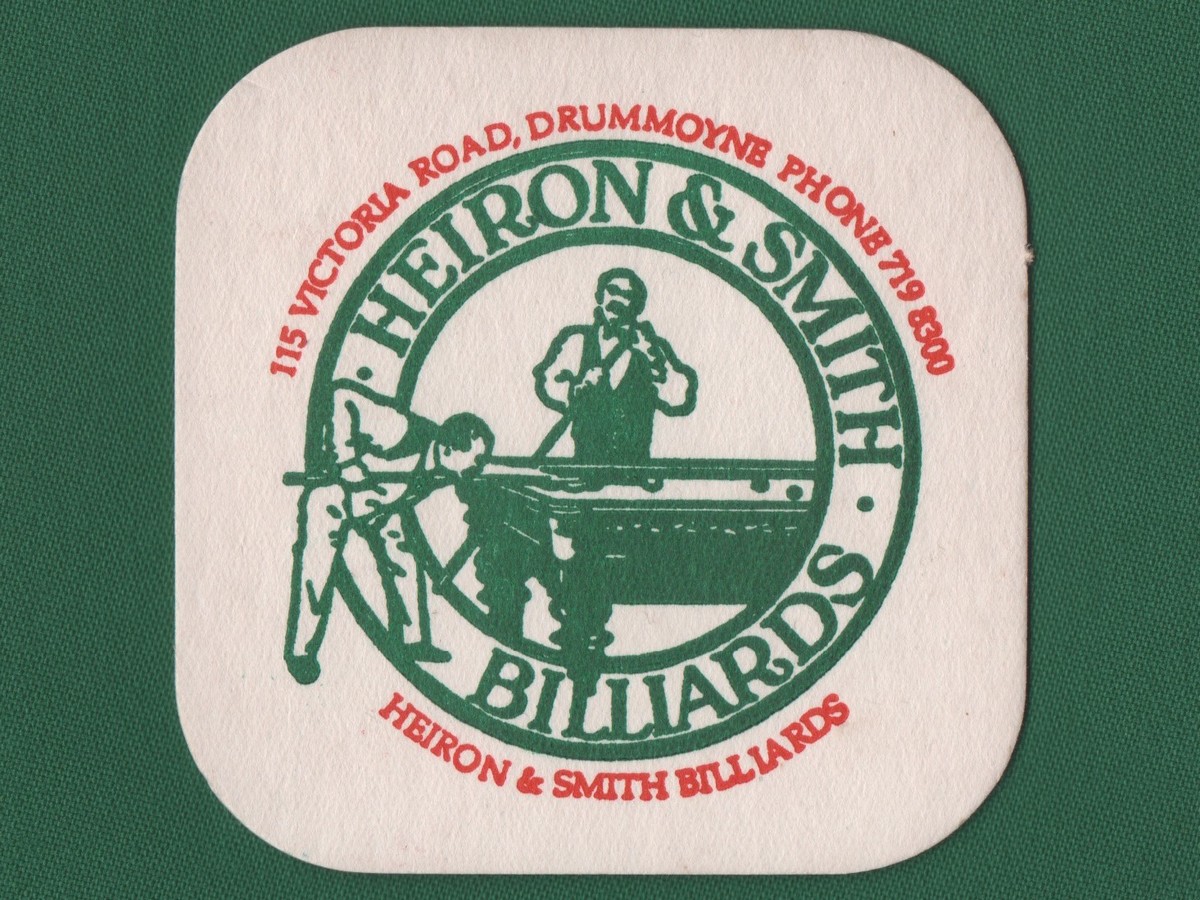 115 VICTORIA ROAD, DRUMMOYNE PHONE 719 8300
· HEIRON & SMITH ·
BILLIARDS
HEIRON & SMITH BILLIARDS